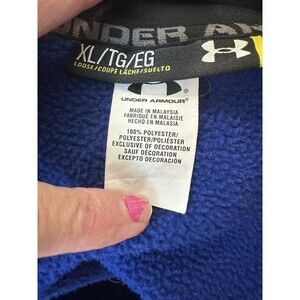 UNDER AR
XL/TG/EG
LOOSE/COUPE LÂCHE/SUELTO
UNDER ARMOUR
MADE IN MALAYSIA
FABRIQUÉ EN MALAISIE
HECHO EN MALASIA
100% POLYESTER/
POLYESTER/POLIÉSTER
EXCLUSIVE OF DECORATION
SAUF DÉCORATION
EXCEPTO DECORACIÓN